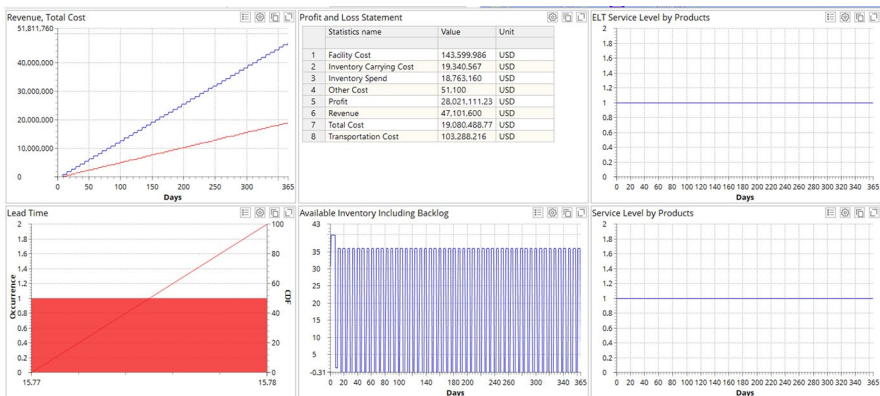 Revenue, Total Cost
51,811,760
40,000,000
20,000,000
10,000,000
0
0 50 100 150 200 250 300 365
Days
Profit and Loss Statement
Statistics name Value Unit
1 Facility Cost 143.599.986 USD
2 Inventory Carrying Cost 19.340.567 USD
3 Inventory Spend 18,763.160 USD
4 Other Cost 51,100 USD
5 Profit 28.021,111.23 USD
6 Revenue 47,101.600 USD
7 Total Cost 19.080.488.77 USD
8 Transportation Cost 103.288.216 USD
ELT Service Level by Products
2
1.8
1.6
1.4
1.2
1
0.8
0.6
0.4
0.2
0
0 20 40 60 80 100 120 140 160 180 200 220 240 260 280 300 320 340 365
Days
Lead Time
2
1.8
1.6
1.4
1.2
1
0.8
0.6
0.4
0.2
0
Occurrence
100
80
60
40
20
0
CDF
15.77 15.78
Available Inventory Including Backlog
43
35
30
25
20
15
10
5
-0.31
0 20 40 60 80 100 140 180 200 240 260 300 340 365
Days
Service Level by Products
2
1.8
1.6
1.4
1.2
1
0.8
0.6
0.4
0.2
0
0 20 40 60 80 100 120 140 160 180 200 220 240 260 280 300 320 340 365
Days